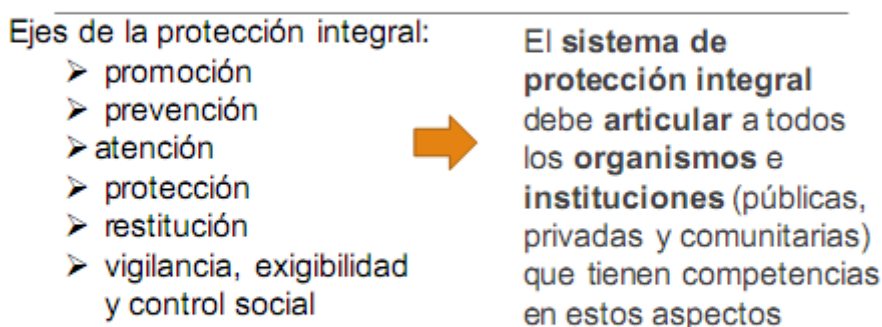 Ejes de la protección integral:
➢ promoción
➢ prevención
➢ atención
➢ protección
➢ restitución
➢ vigilancia, exigibilidad
y control social
El sistema de
protección integral
debe articular a todos
los organismos e
instituciones (públicas,
privadas y comunitarias)
que tienen competencias
en estos aspectos